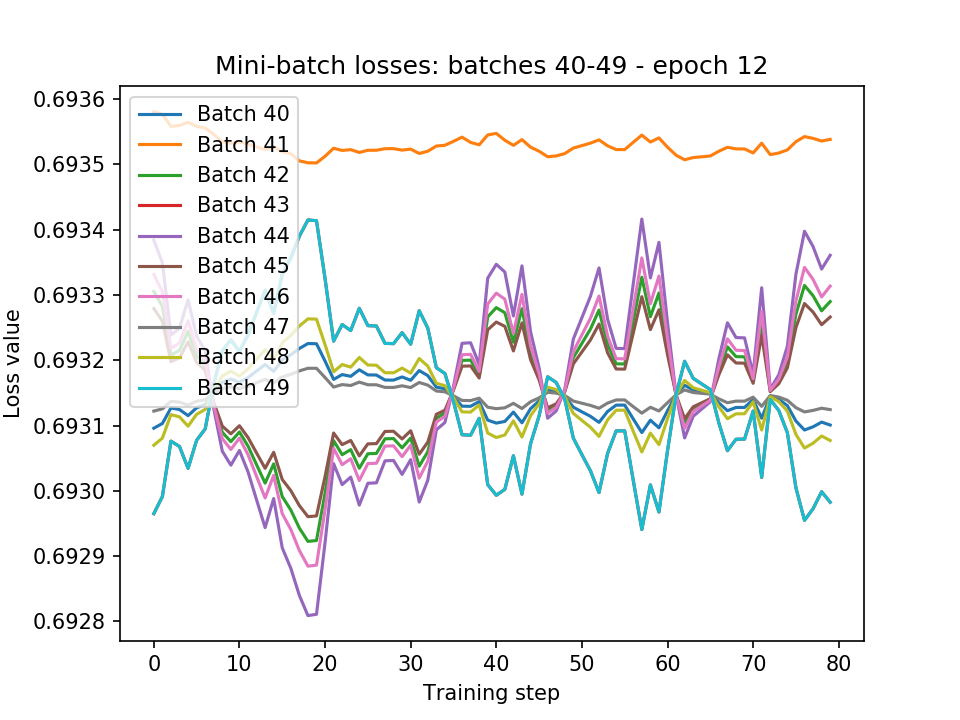 Mini-batch losses: batches 40-49 - epoch 12
0.6936
0.6935
0.6934
0.6933
0.6932
0.6931
0.6930
0.6929
0.6928
Loss value
Batch 40
Batch 41
Batch 42
Batch 43
Batch 44
Batch 45
Batch 46
Batch 47
Batch 48
Batch 49
0 10 20 30 40 50 60 70 80
Training step